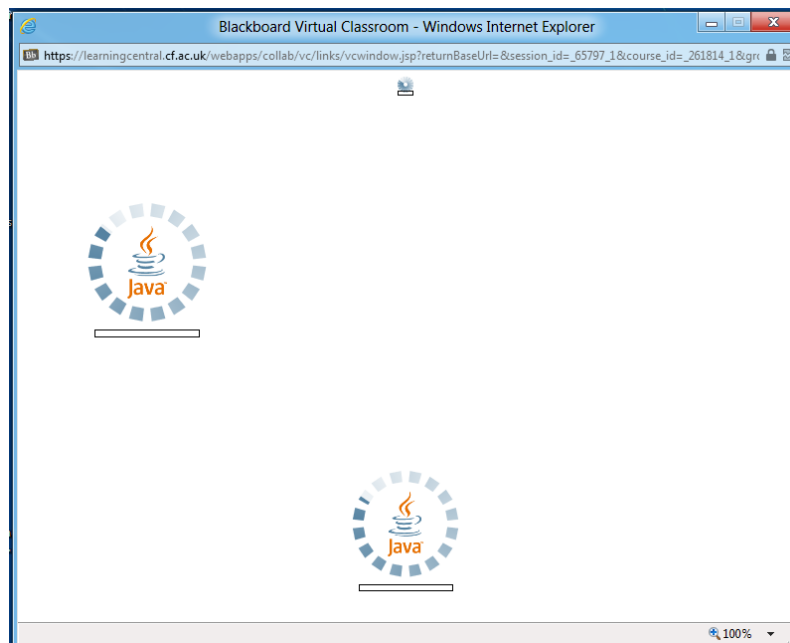 Blackboard Virtual Classroom - Windows Internet Explorer
Bb https://learningcentral.cf.ac.uk/webapps/collab/vc/links/vcwindow.jsp?returnBaseUrl=&session_id=_65797_1&course_id=_261814_1&gr
Java
Java
100%